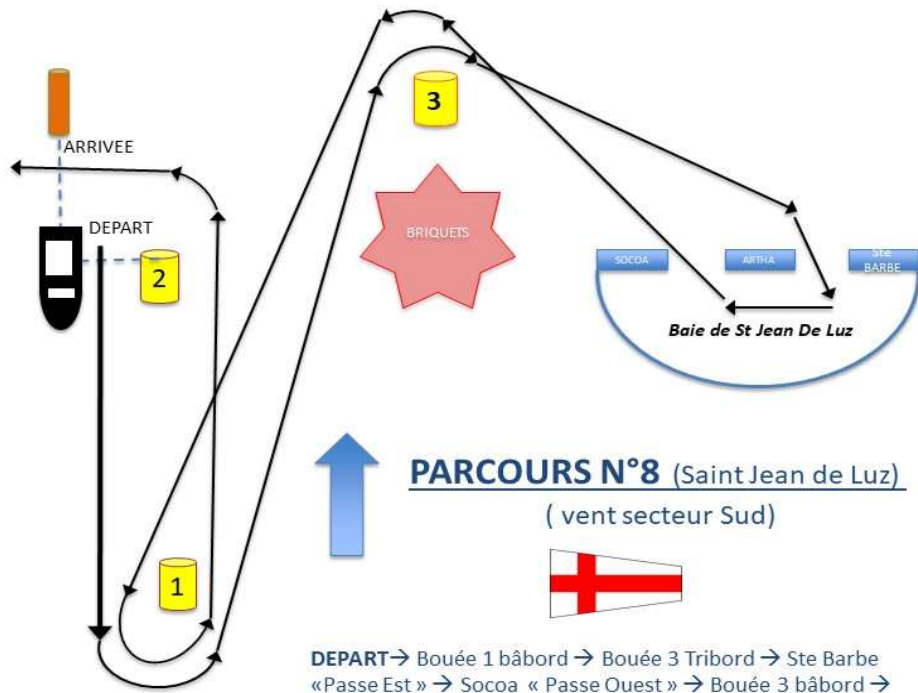 3
ARRIVEE
DEPART
2
BRIQUETS
SOCOA
ARTHA
Ste
BARBE
Baie de St Jean De Luz
PARCOURS N°8 (Saint Jean de Luz)
( vent secteur Sud)
1
DEPART→ Bouée 1 bâbord → Bouée 3 Tribord → Ste Barbe
«Passe Est » → Socoa « Passe Ouest » → Bouée 3 bâbord →